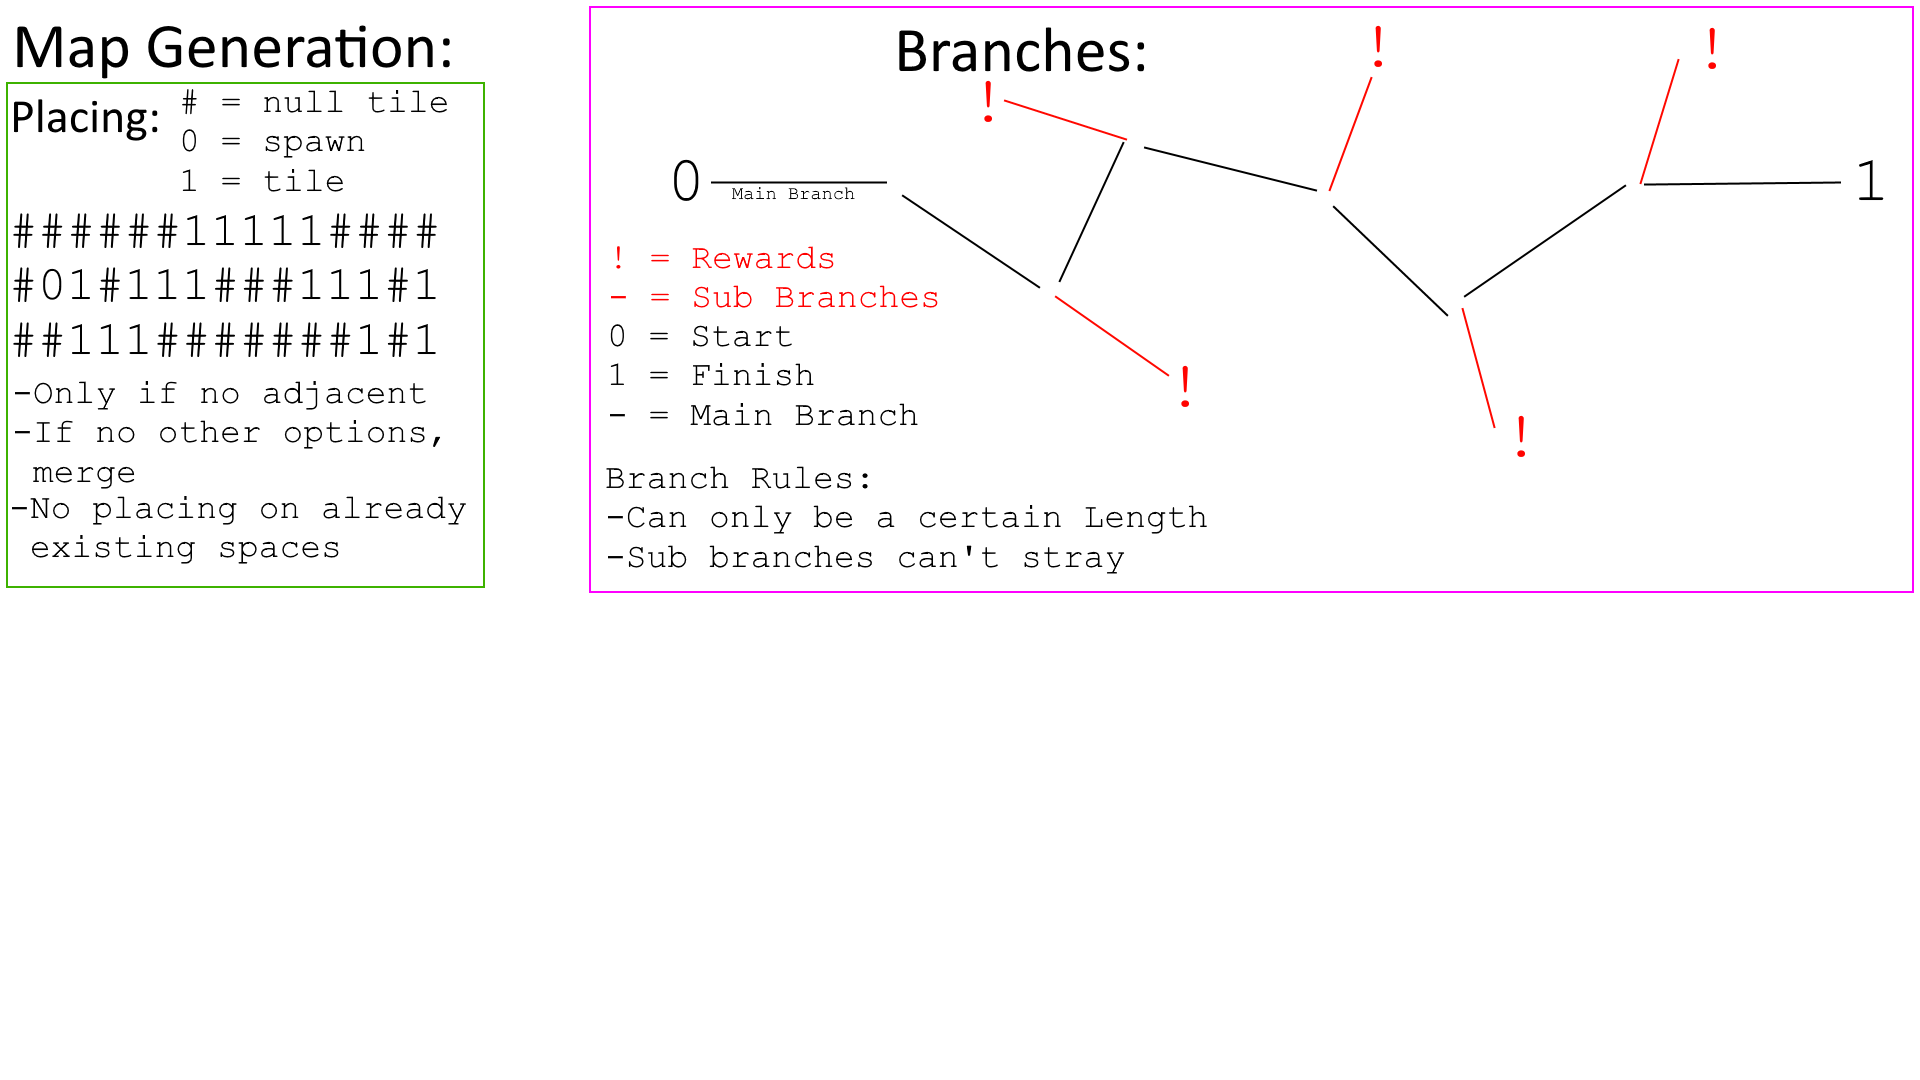 Map Generation:
Placing:
# = null tile
0 = spawn
1 = tile
######11111####
#01#111###111#1
##111#######1#1
-Only if no adjacent
-If no other options,
merge
-No placing on already
existing spaces
Branches:
!
!
!
0
Main Branch
1
! = Rewards
- = Sub Branches
0 = Start
1 = Finish
- = Main Branch
!
!
Branch Rules:
-Can only be a certain Length
-Sub branches can't stray